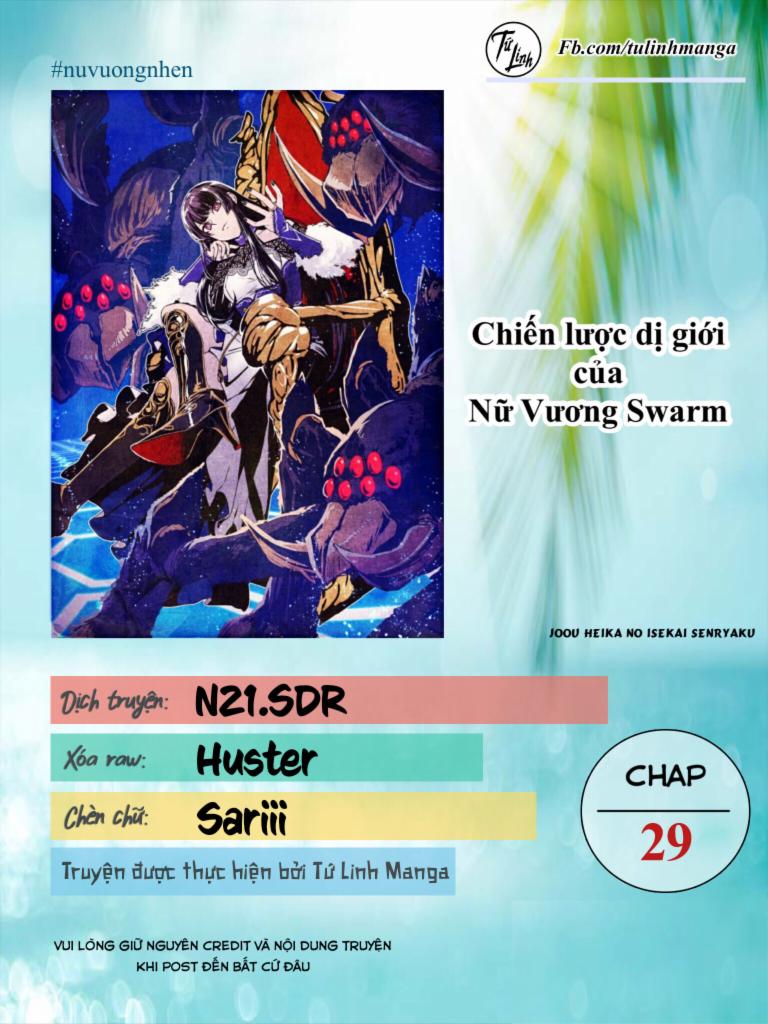 Tứ Linh
Fb.com/tulinhmanga
#nuvuongnhen
Chiến lược dị giới
của
Nữ Vương Swarm
JOOU HEIKA NO ISEKAI SENRYAKU
Dịch truyện: N21.SDR
Xóa raw: Huster
Chèn chữ: Sariii
Truyện được thực hiện bởi Tứ Linh Manga
CHAP
29
VUI LÒNG GIỮ NGUYÊN CREDIT VÀ NỘI DUNG TRUYỆN
KHI POST ĐẾN BẤT CỨ ĐÂU